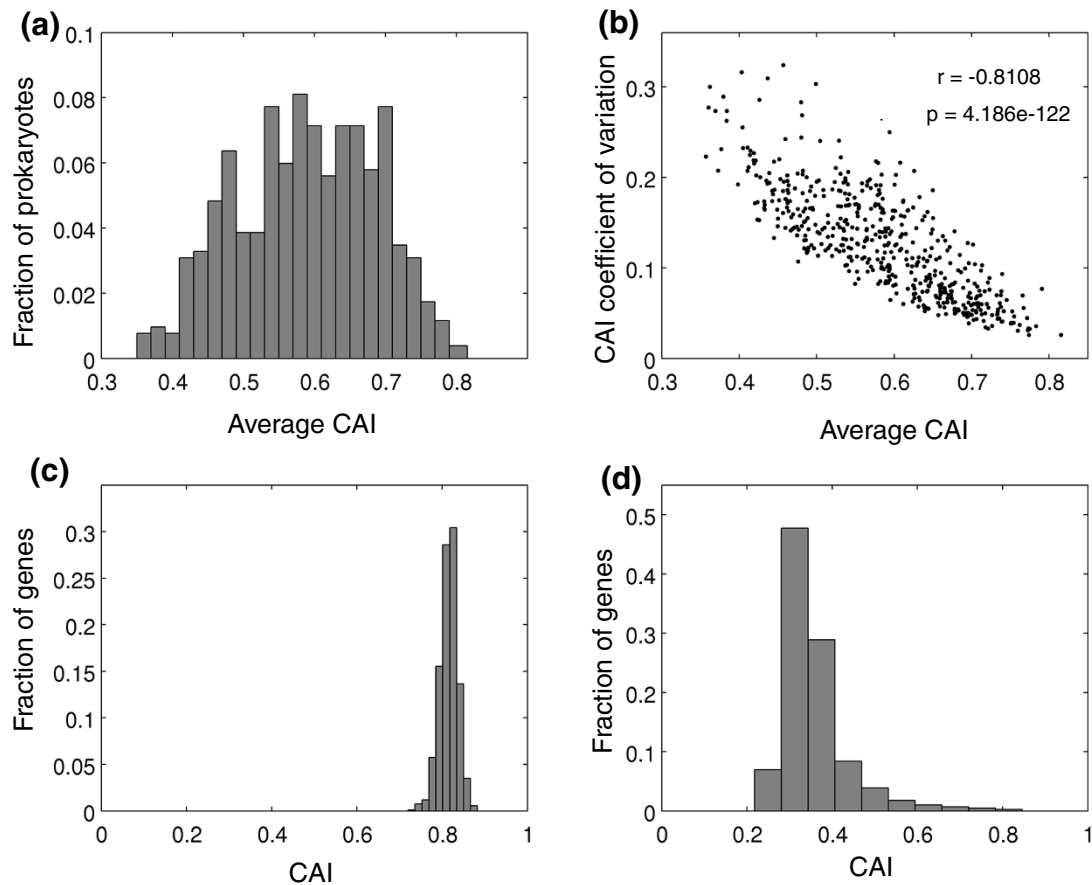 (a)
0.1
0.08
0.06
0.04
0.02
0
0.3 0.4 0.5 0.6 0.7 0.8
Fraction of prokaryotes
Average CAI
(b)
r = -0.8108
p = 4.186e-122
0.3
0.2
0.1
0
0.3 0.4 0.5 0.6 0.7 0.8
CAI coefficient of variation
Average CAI
(c)
0.3
0.25
0.2
0.15
0.1
0.05
0
0 0.2 0.4 0.6 0.8 1
Fraction of genes
CAI
(d)
0.5
0.4
0.3
0.2
0.1
0
0 0.2 0.4 0.6 0.8 1
Fraction of genes
CAI